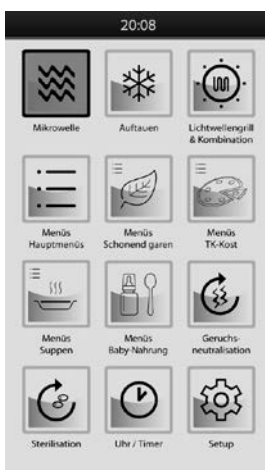 20:08
Mikrowelle
Auftauen
Lichtwellengrill
& Kombination
Menüs
Hauptmenüs
Menüs
Schonend garen
Menüs
TK-Kost
Menüs
Suppen
Menüs
Baby-Nahrung
Geruchs-
neutralisation
Sterilisation
Uhr / Timer
Setup